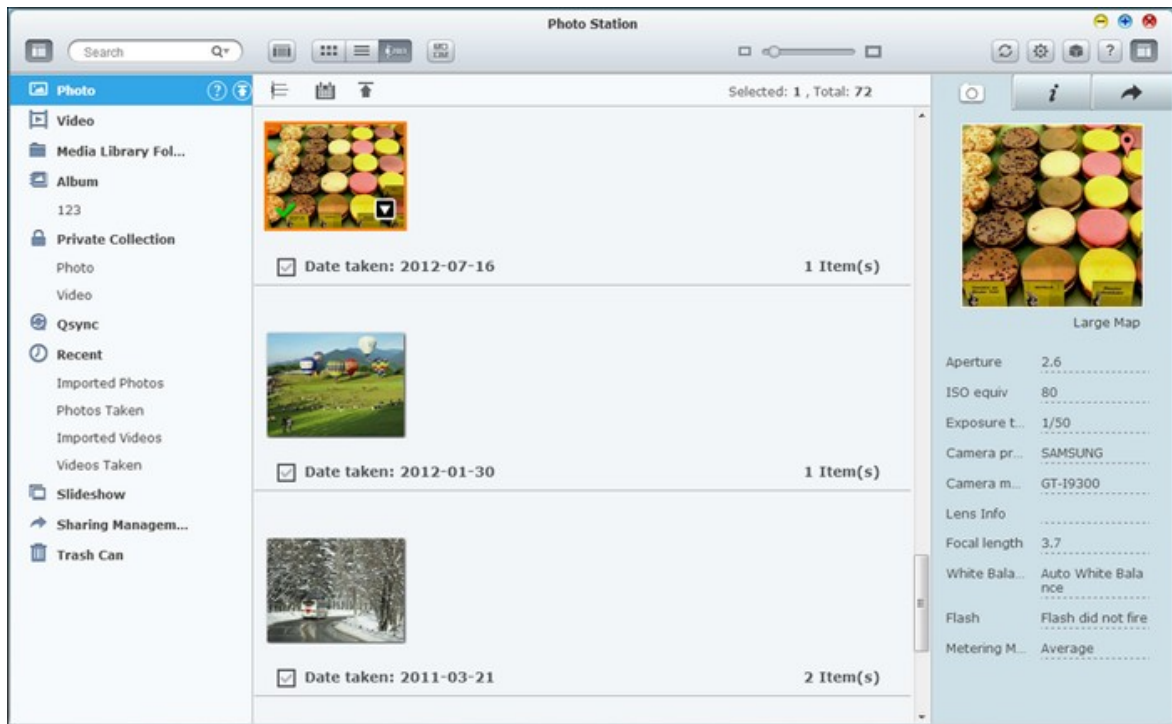 Photo Station
Search
Photo
Video
Media Library Fol...
Album
123
Private Collection
Photo
Video
Qsync
Recent
Imported Photos
Photos Taken
Imported Videos
Videos Taken
Slideshow
Sharing Managem...
Trash Can
Selected: 1 , Total: 72
Date taken: 2012-07-16 1 Item(s)
Date taken: 2012-01-30 1 Item(s)
Date taken: 2011-03-21 2 Item(s)
Large Map
Aperture 2.6
ISO equiv 80
Exposure t... 1/50
Camera pr... SAMSUNG
Camera m... GT-I9300
Lens Info
Focal length 3.7
White Bala... Auto White Bala
nce
Flash Flash did not fire
Metering M... Average